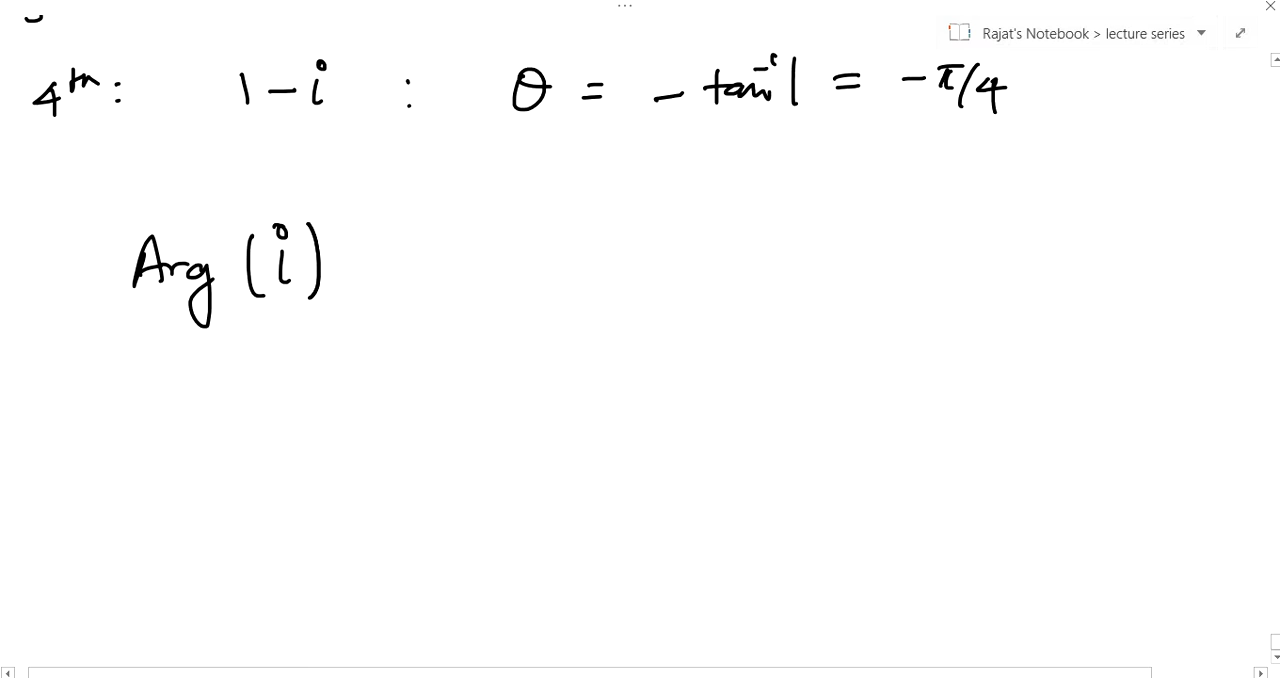 Rajat's Notebook > lecture series
4th : 1 - i : θ = - tan⁻¹ 1 = - π/4
Arg (i)